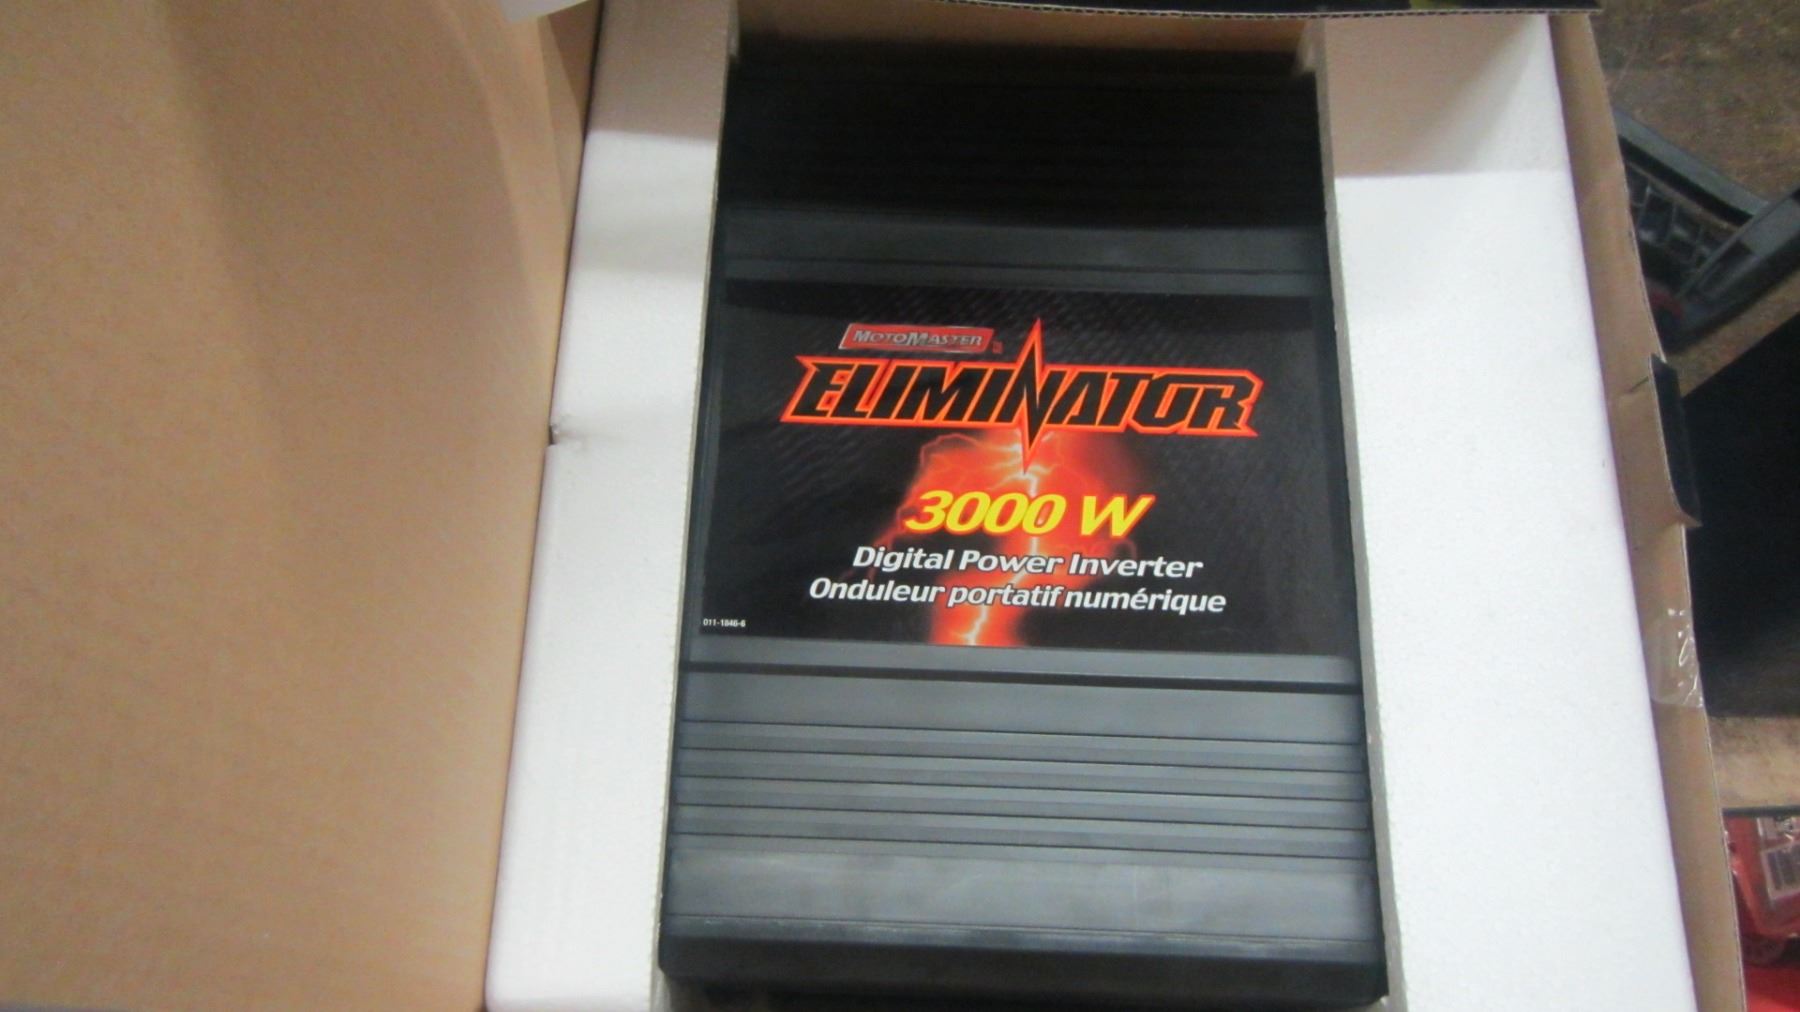 MOTOMASTER
ELIMINATOR
3000 W
Digital Power Inverter
Onduleur portatif numérique
011-1846-6